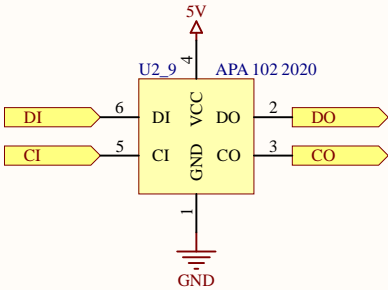 5V
4
U2_9 APA 102 2020
DI 6 DI VCC DO 2 DO
CI 5 CI GND CO 3 CO
1
GND